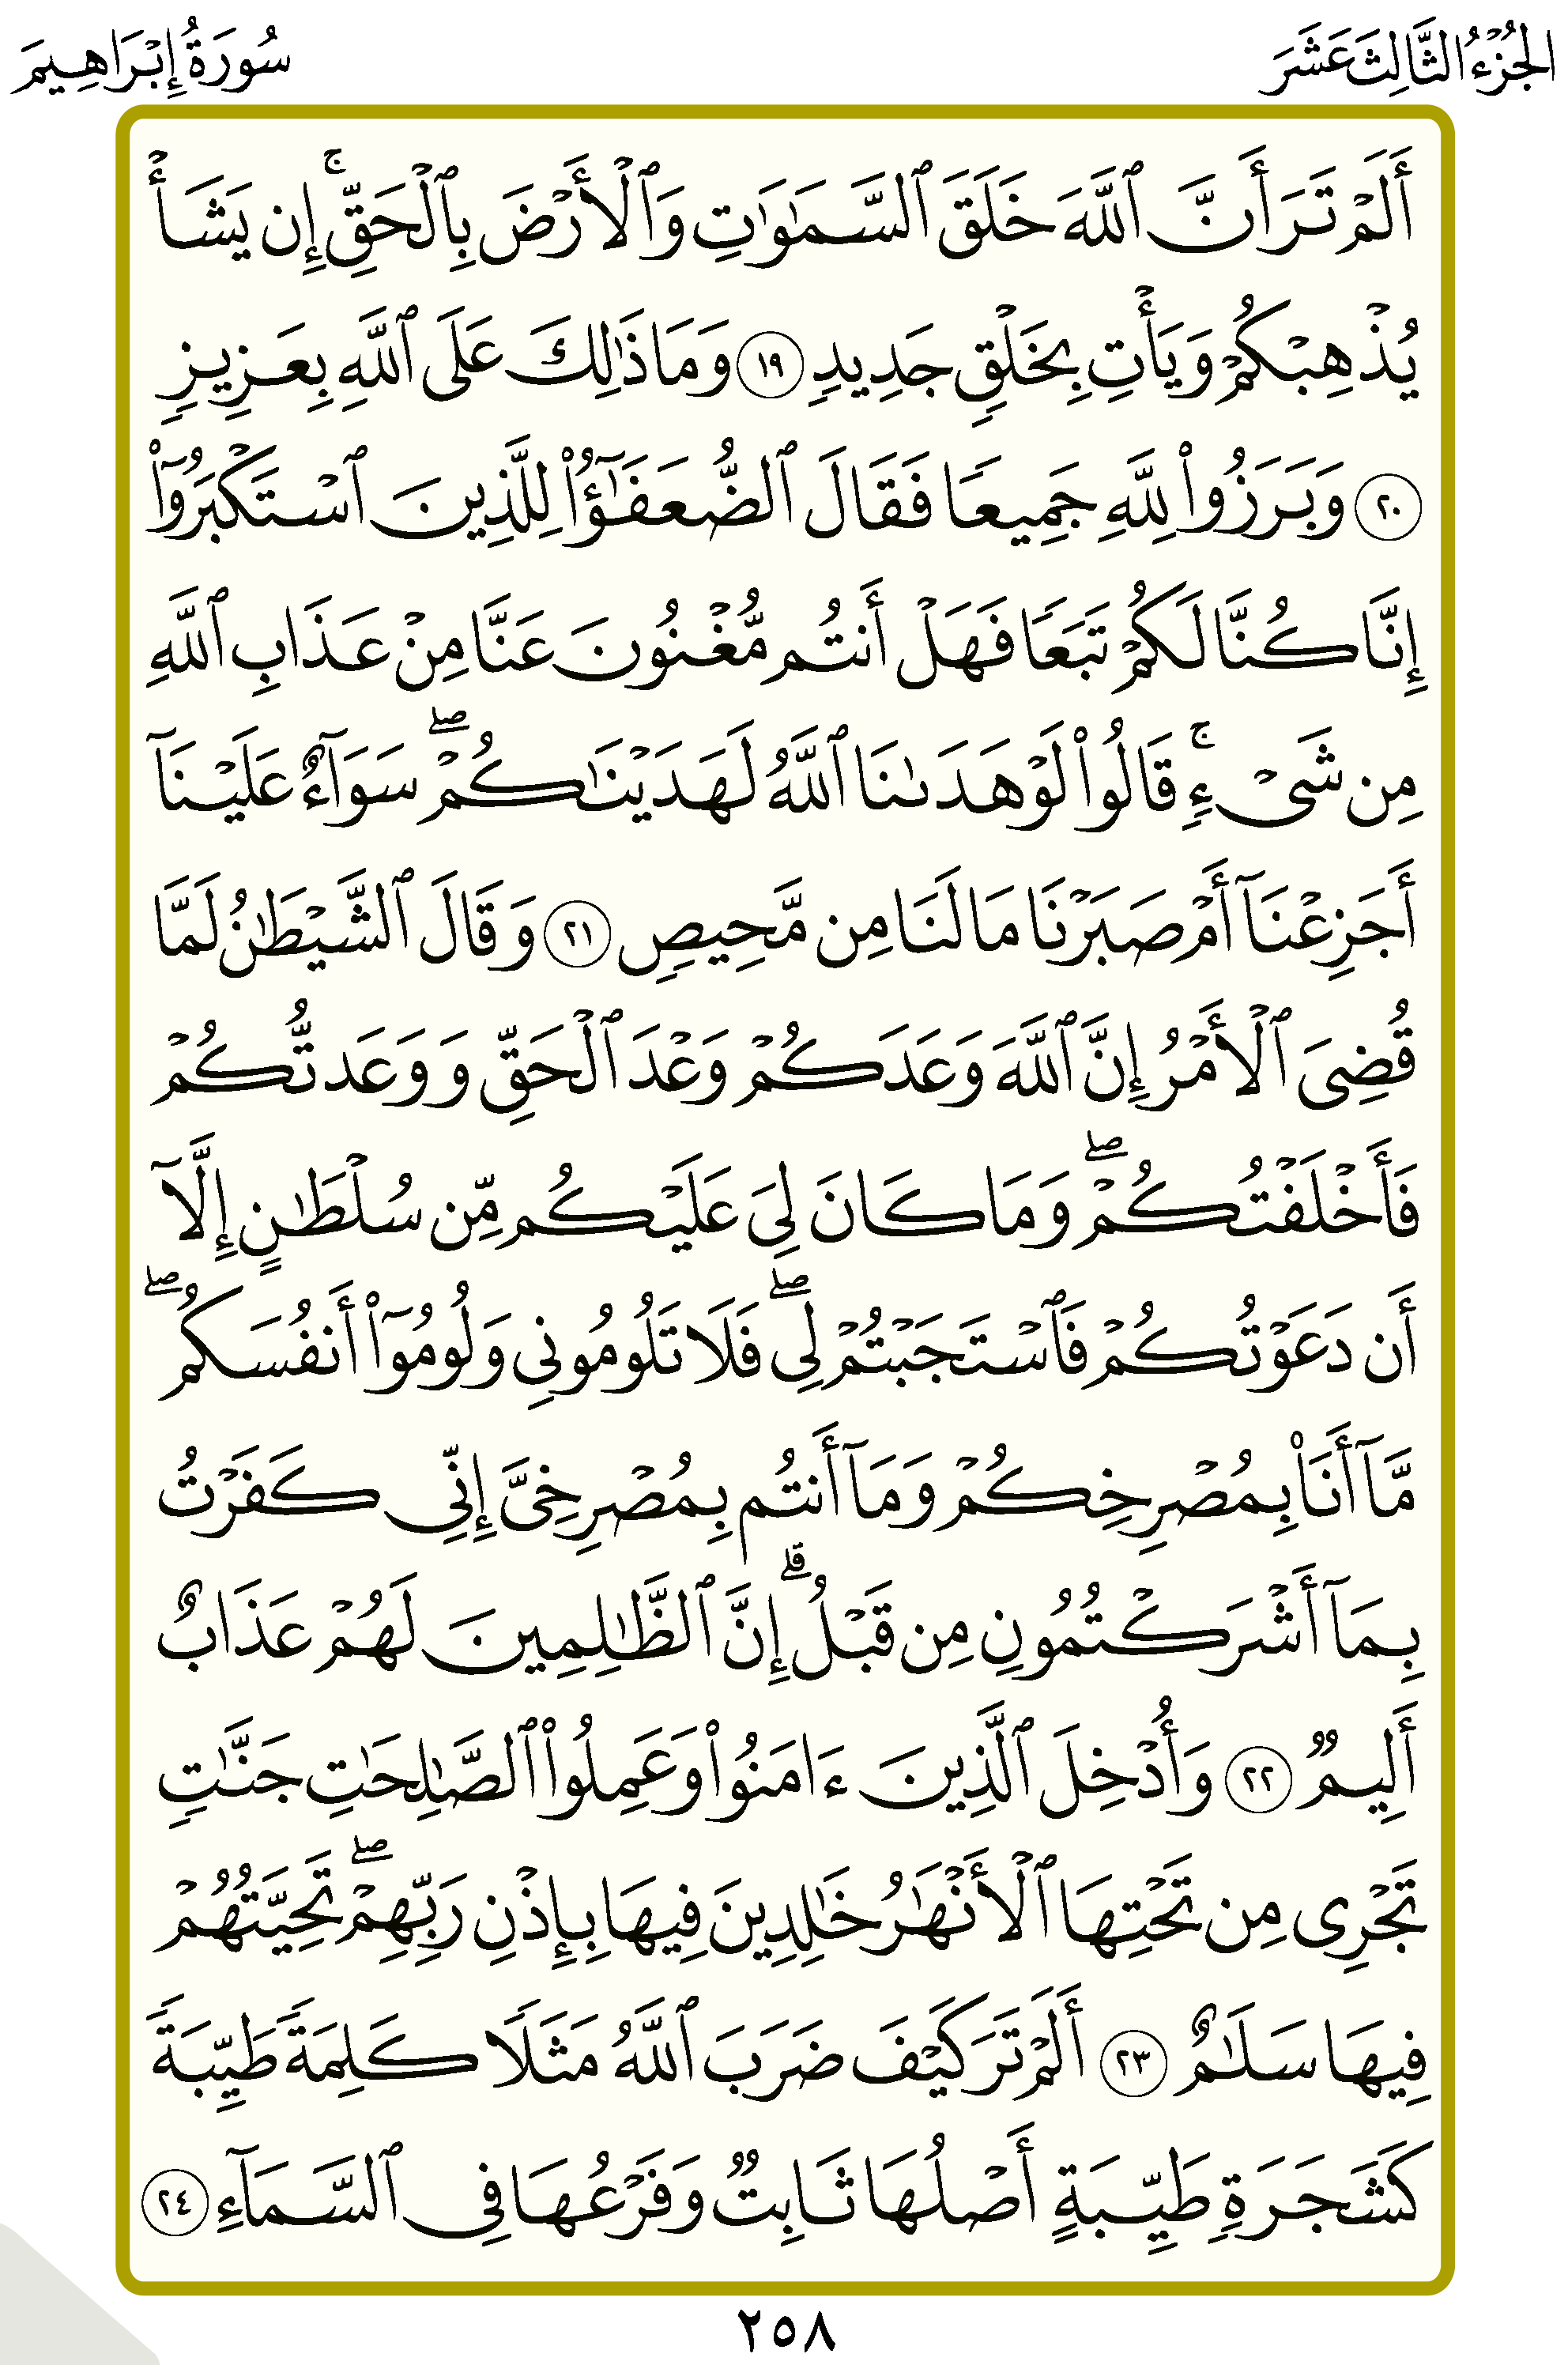 الجُزْءُ الثَّالِثَ عَشَرَ
سُورَةُ إِبْرَاهِيمَ
أَلَمْ تَرَ أَنَّ ٱللَّهَ خَلَقَ ٱلسَّمَـٰوَٰتِ وَٱلْأَرْضَ بِٱلْحَقِّ ۚ إِن يَشَأْ
يُذْهِبْكُمْ وَيَأْتِ بِخَلْقٍ جَدِيدٍ ١٩ وَمَا ذَٰلِكَ عَلَى ٱللَّهِ بِعَزِيزٍ
٢٠ وَبَرَزُوا۟ لِلَّهِ جَمِيعًا فَقَالَ ٱلضُّعَفَـٰٓؤُا۟ لِلَّذِينَ ٱسْتَكْبَرُوٓا۟
إِنَّا كُنَّا لَكُمْ تَبَعًا فَهَلْ أَنتُم مُّغْنُونَ عَنَّا مِنْ عَذَابِ ٱللَّهِ
مِن شَىْءٍ ۚ قَالُوا۟ لَوْ هَدَىٰنَا ٱللَّهُ لَهَدَيْنَـٰكُمْ ۖ سَوَآءٌ عَلَيْنَآ
أَجَزِعْنَآ أَمْ صَبَرْنَا مَا لَنَا مِن مَّحِيصٍ ٢١ وَقَالَ ٱلشَّيْطَـٰنُ لَمَّا
قُضِىَ ٱلْأَمْرُ إِنَّ ٱللَّهَ وَعَدَكُمْ وَعْدَ ٱلْحَقِّ وَوَعَدتُّكُمْ
فَأَخْلَفْتُكُمْ ۖ وَمَا كَانَ لِىَ عَلَيْكُم مِّن سُلْطَـٰنٍ إِلَّآ
أَن دَعَوْتُكُمْ فَٱسْتَجَبْتُمْ لِى ۖ فَلَا تَلُومُونِى وَلُومُوٓا۟ أَنفُسَكُم ۖ
مَّآ أَنَا۠ بِمُصْرِخِكُمْ وَمَآ أَنتُم بِمُصْرِخِىَّ إِنِّى كَفَرْتُ
بِمَآ أَشْرَكْتُمُونِ مِن قَبْلُ ۗ إِنَّ ٱلظَّـٰلِمِينَ لَهُمْ عَذَابٌ
أَلِيمٌ ٢٢ وَأُدْخِلَ ٱلَّذِينَ ءَامَنُوا۟ وَعَمِلُوا۟ ٱلصَّـٰلِحَـٰتِ جَنَّـٰتٍ
تَجْرِى مِن تَحْتِهَا ٱلْأَنْهَـٰرُ خَـٰلِدِينَ فِيهَا بِإِذْنِ رَبِّهِمْ ۖ تَحِيَّتُهُمْ
فِيهَا سَلَـٰمٌ ٢٣ أَلَمْ تَرَ كَيْفَ ضَرَبَ ٱللَّهُ مَثَلًا كَلِمَةً طَيِّبَةً
كَشَجَرَةٍ طَيِّبَةٍ أَصْلُهَا ثَابِتٌ وَفَرْعُهَا فِى ٱلسَّمَآءِ ٢٤
٢٥٨